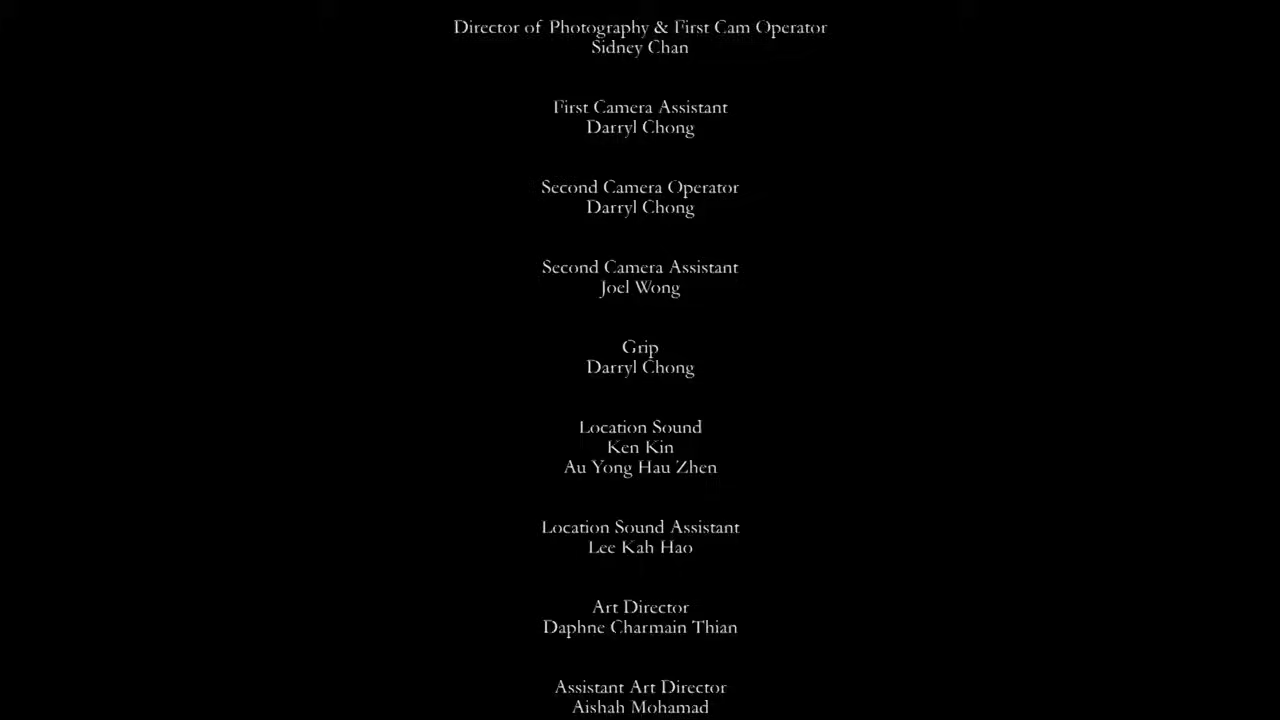 Director of Photography & First Cam Operator
Sidney Chan
First Camera Assistant
Darryl Chong
Second Camera Operator
Darryl Chong
Second Camera Assistant
Joel Wong
Grip
Darryl Chong
Location Sound
Ken Kin
Au Yong Hau Zhen
Location Sound Assistant
Lee Kah Hao
Art Director
Daphne Charmain Thian
Assistant Art Director
Aishah Mohamad